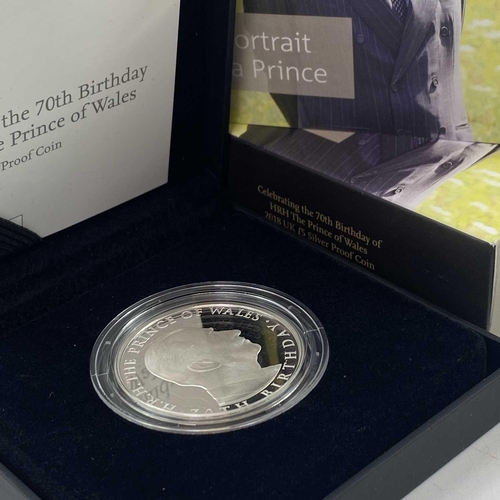 the 70th Birthday
The Prince of Wales
Proof Coin
ortrait
a Prince
Celebrating the 70th Birthday of
HRH The Prince of Wales
2018 UK £5 Silver Proof Coin
H.R.H. THE PRINCE OF WALES · 70TH BIRTHDAY